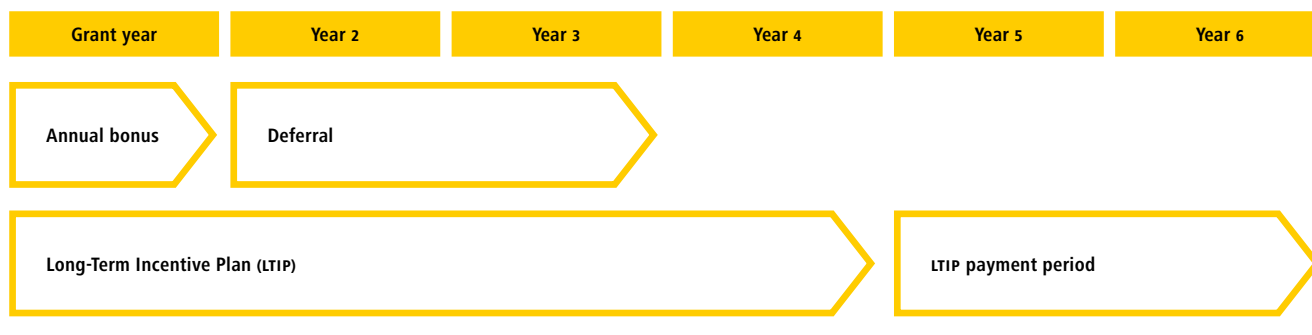 Grant year Year 2 Year 3 Year 4 Year 5 Year 6
Annual bonus Deferral
Long-Term Incentive Plan (LTIP) LTIP payment period